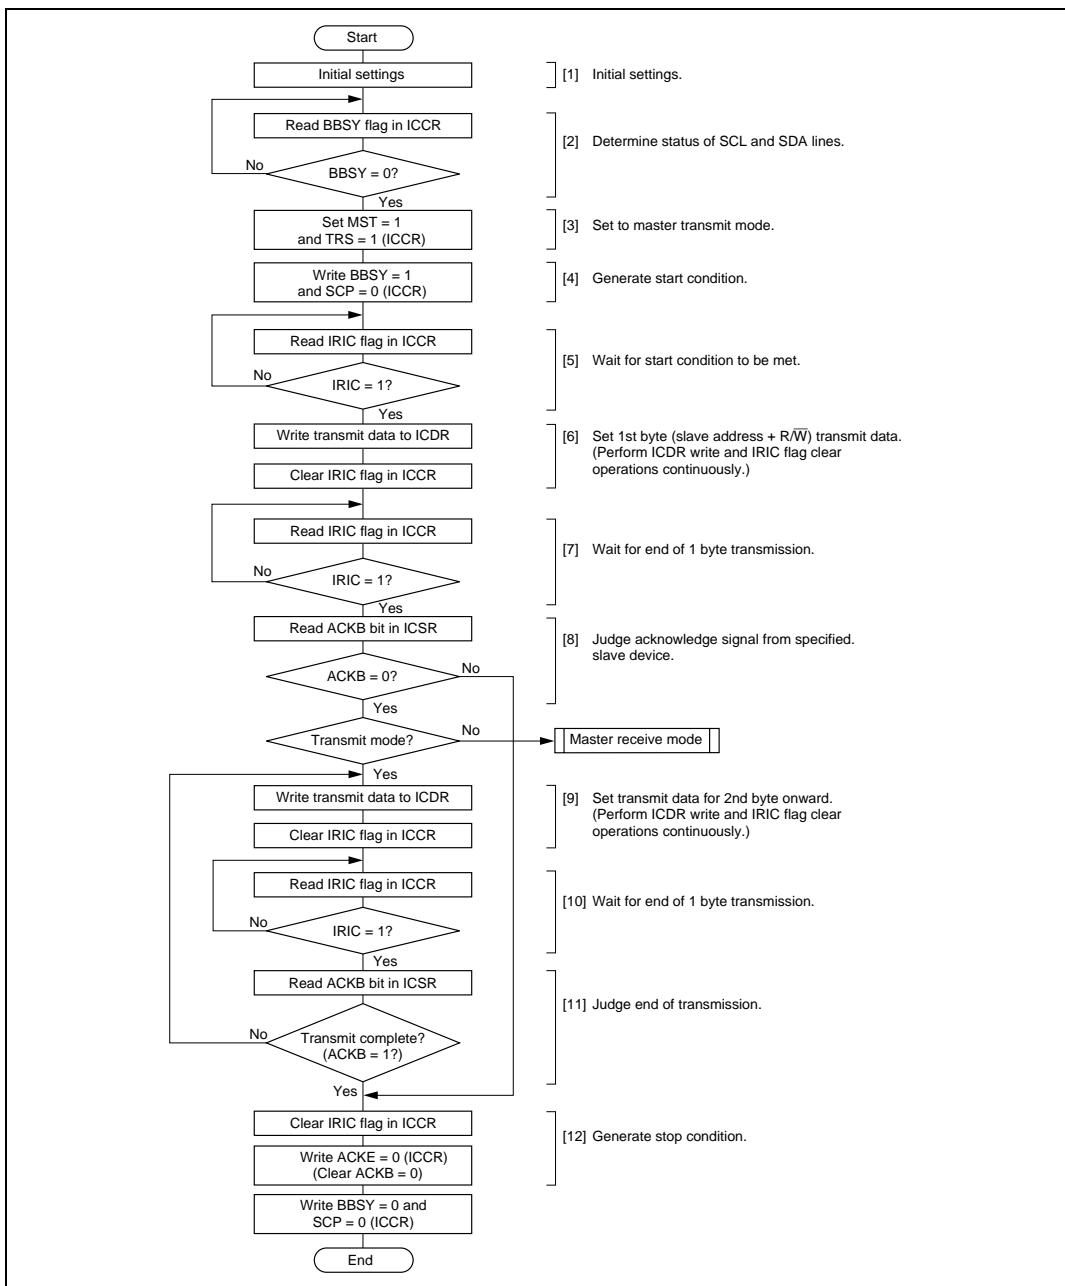 Start
Initial settings
[1] Initial settings.
Read BBSY flag in ICCR
[2] Determine status of SCL and SDA lines.
No
BBSY = 0?
Yes
Set MST = 1
and TRS = 1 (ICCR)
[3] Set to master transmit mode.
Write BBSY = 1
and SCP = 0 (ICCR)
[4] Generate start condition.
Read IRIC flag in ICCR
[5] Wait for start condition to be met.
No
IRIC = 1?
Yes
Write transmit data to ICDR
[6] Set 1st byte (slave address + R/W̅) transmit data.
(Perform ICDR write and IRIC flag clear
operations continuously.)
Clear IRIC flag in ICCR
Read IRIC flag in ICCR
[7] Wait for end of 1 byte transmission.
No
IRIC = 1?
Yes
Read ACKB bit in ICSR
[8] Judge acknowledge signal from specified.
slave device.
ACKB = 0?
No
Yes
Transmit mode?
No
Master receive mode
Yes
Write transmit data to ICDR
[9] Set transmit data for 2nd byte onward.
(Perform ICDR write and IRIC flag clear
operations continuously.)
Clear IRIC flag in ICCR
Read IRIC flag in ICCR
[10] Wait for end of 1 byte transmission.
No
IRIC = 1?
Yes
Read ACKB bit in ICSR
[11] Judge end of transmission.
No
Transmit complete?
(ACKB = 1?)
Yes
Clear IRIC flag in ICCR
[12] Generate stop condition.
Write ACKE = 0 (ICCR)
(Clear ACKB = 0)
Write BBSY = 0 and
SCP = 0 (ICCR)
End